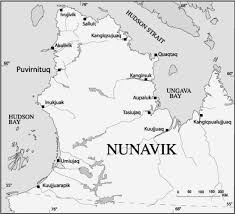 Ivujivik
Salluit
HUDSON STRAIT
Kangiqsujuaq
Akulivik
Quaqtaq
Puvirnituq
Kangirsuk
UNGAVA
BAY
Aupaluk
Inukjuak
Tasiujaq
Kangiqsualujjuaq
Kuujjuaq
HUDSON
BAY
NUNAVIK
Umiujaq
Kuujjuarapik